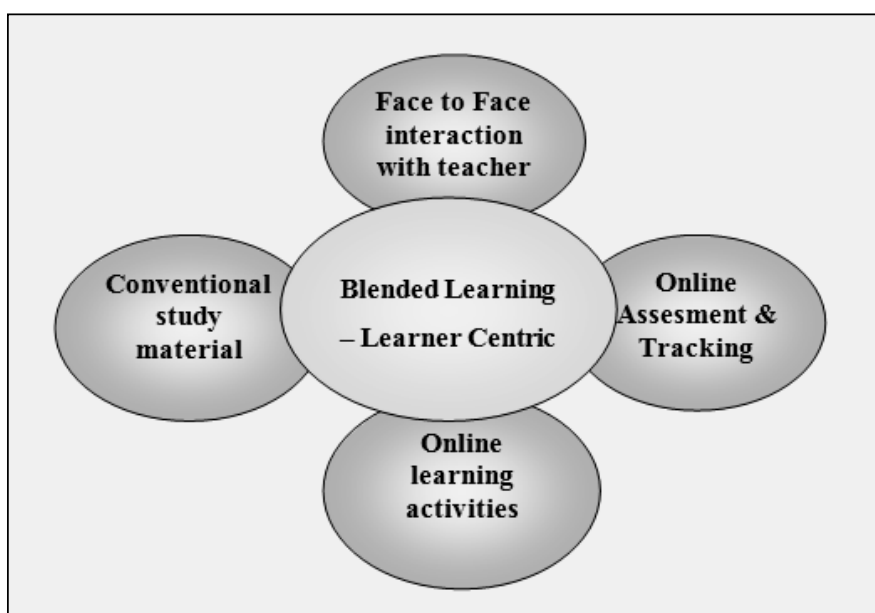 Face to Face
interaction
with teacher
Conventional
study
material
Blended Learning
– Learner Centric
Online
Assesment &
Tracking
Online
learning
activities